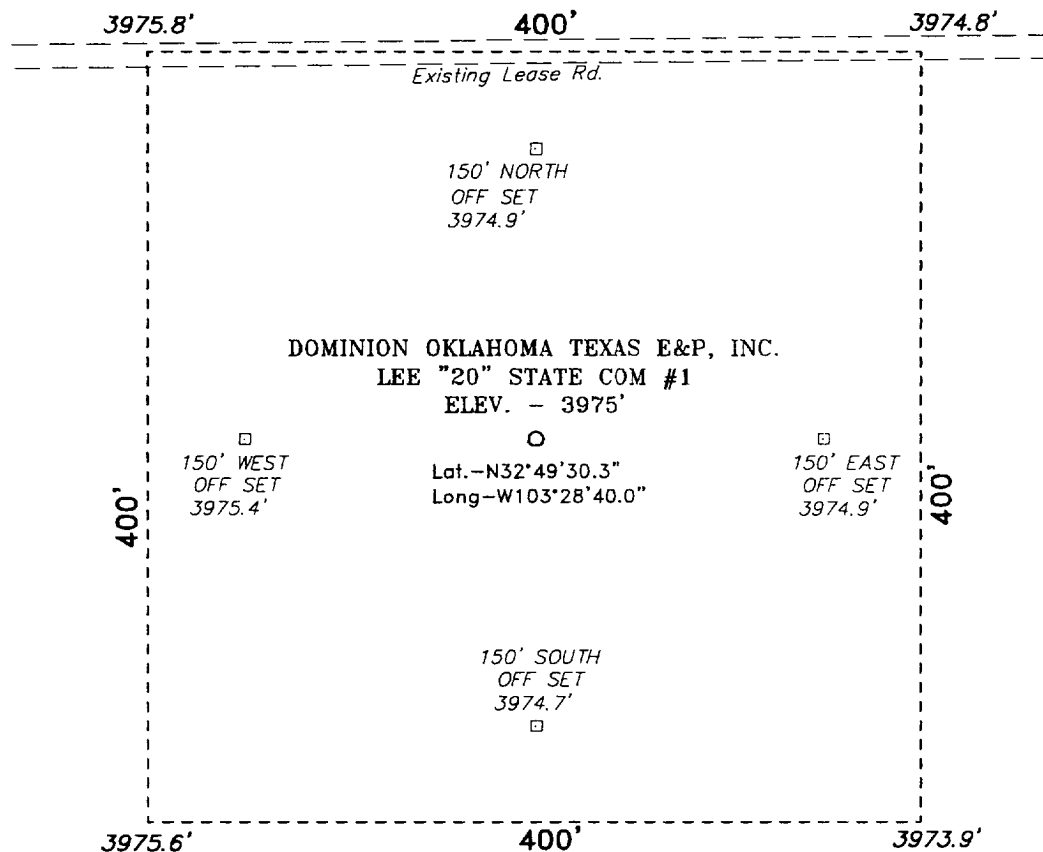 3975.8'
400'
3974.8'
Existing Lease Rd.
150' NORTH
OFF SET
3974.9'
DOMINION OKLAHOMA TEXAS E&P, INC.
LEE "20" STATE COM #1
ELEV. - 3975'
150' WEST
OFF SET
3975.4'
Lat.-N32°49'30.3"
Long-W103°28'40.0"
150' EAST
OFF SET
3974.9'
400'
400'
150' SOUTH
OFF SET
3974.7'
3975.6'
400'
3973.9'